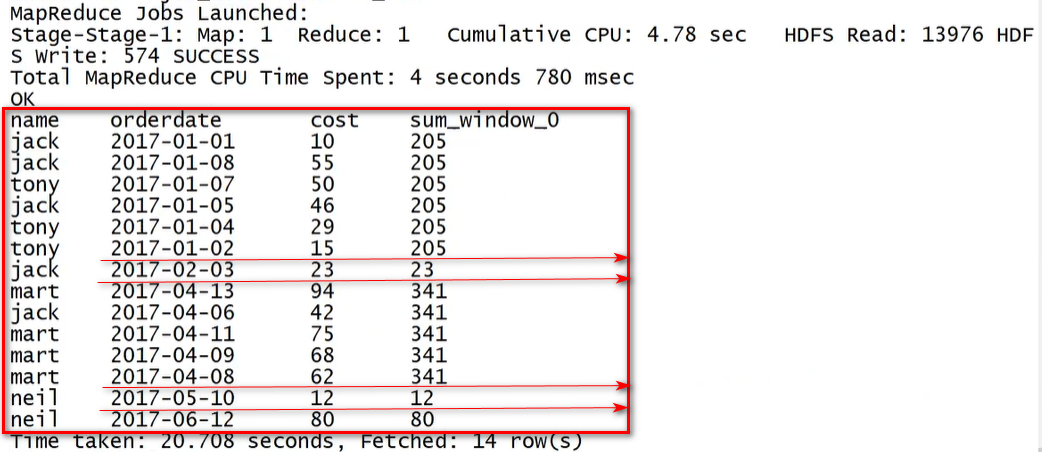 MapReduce Jobs Launched:
Stage-Stage-1: Map: 1  Reduce: 1   Cumulative CPU: 4.78 sec   HDFS Read: 13976 HDF
S Write: 574 SUCCESS
Total MapReduce CPU Time Spent: 4 seconds 780 msec
OK
name	orderdate	cost	sum_window_0
jack	2017-01-01	10	205
jack	2017-01-08	55	205
tony	2017-01-07	50	205
jack	2017-01-05	46	205
tony	2017-01-04	29	205
tony	2017-01-02	15	205
jack	2017-02-03	23	23
mart	2017-04-13	94	341
jack	2017-04-06	42	341
mart	2017-04-11	75	341
mart	2017-04-09	68	341
mart	2017-04-08	62	341
neil	2017-05-10	12	12
neil	2017-06-12	80	80
Time taken: 20.708 seconds, Fetched: 14 row(s)